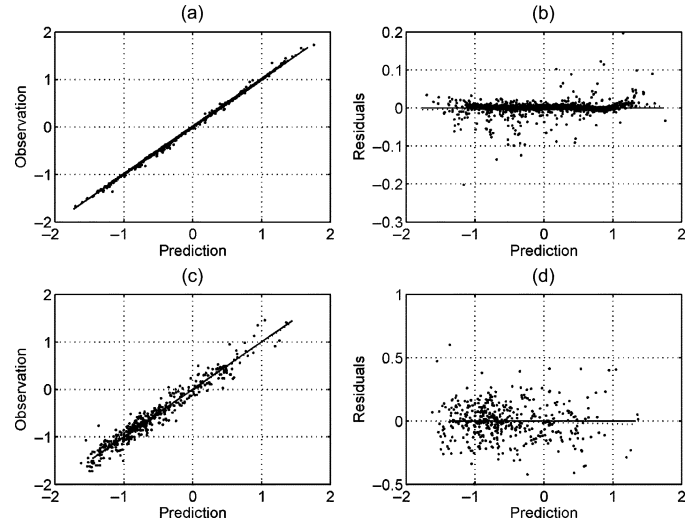 (a)
2
1
0
−1
−2
Observation
−2 −1 0 1 2
Prediction
(b)
0.2
0.1
0
−0.1
−0.2
−0.3
Residuals
−2 −1 0 1 2
Prediction
(c)
2
1
0
−1
−2
Observation
−2 −1 0 1 2
Prediction
(d)
1
0.5
0
−0.5
Residuals
−2 −1 0 1 2
Prediction